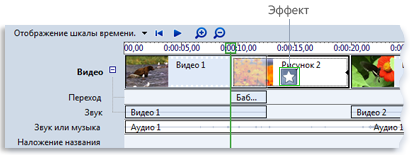 Эффект
Отображение шкалы времени.
00,00 0:00:05,00 0:00:10,00 0:00:15,00 0:00:20,00
Видео Видео 1 Рисунок 2
Переход Баб...
Звук Видео 1 Видео 2
Звук или музыка Аудио 1 Аудио 1
Наложение названия